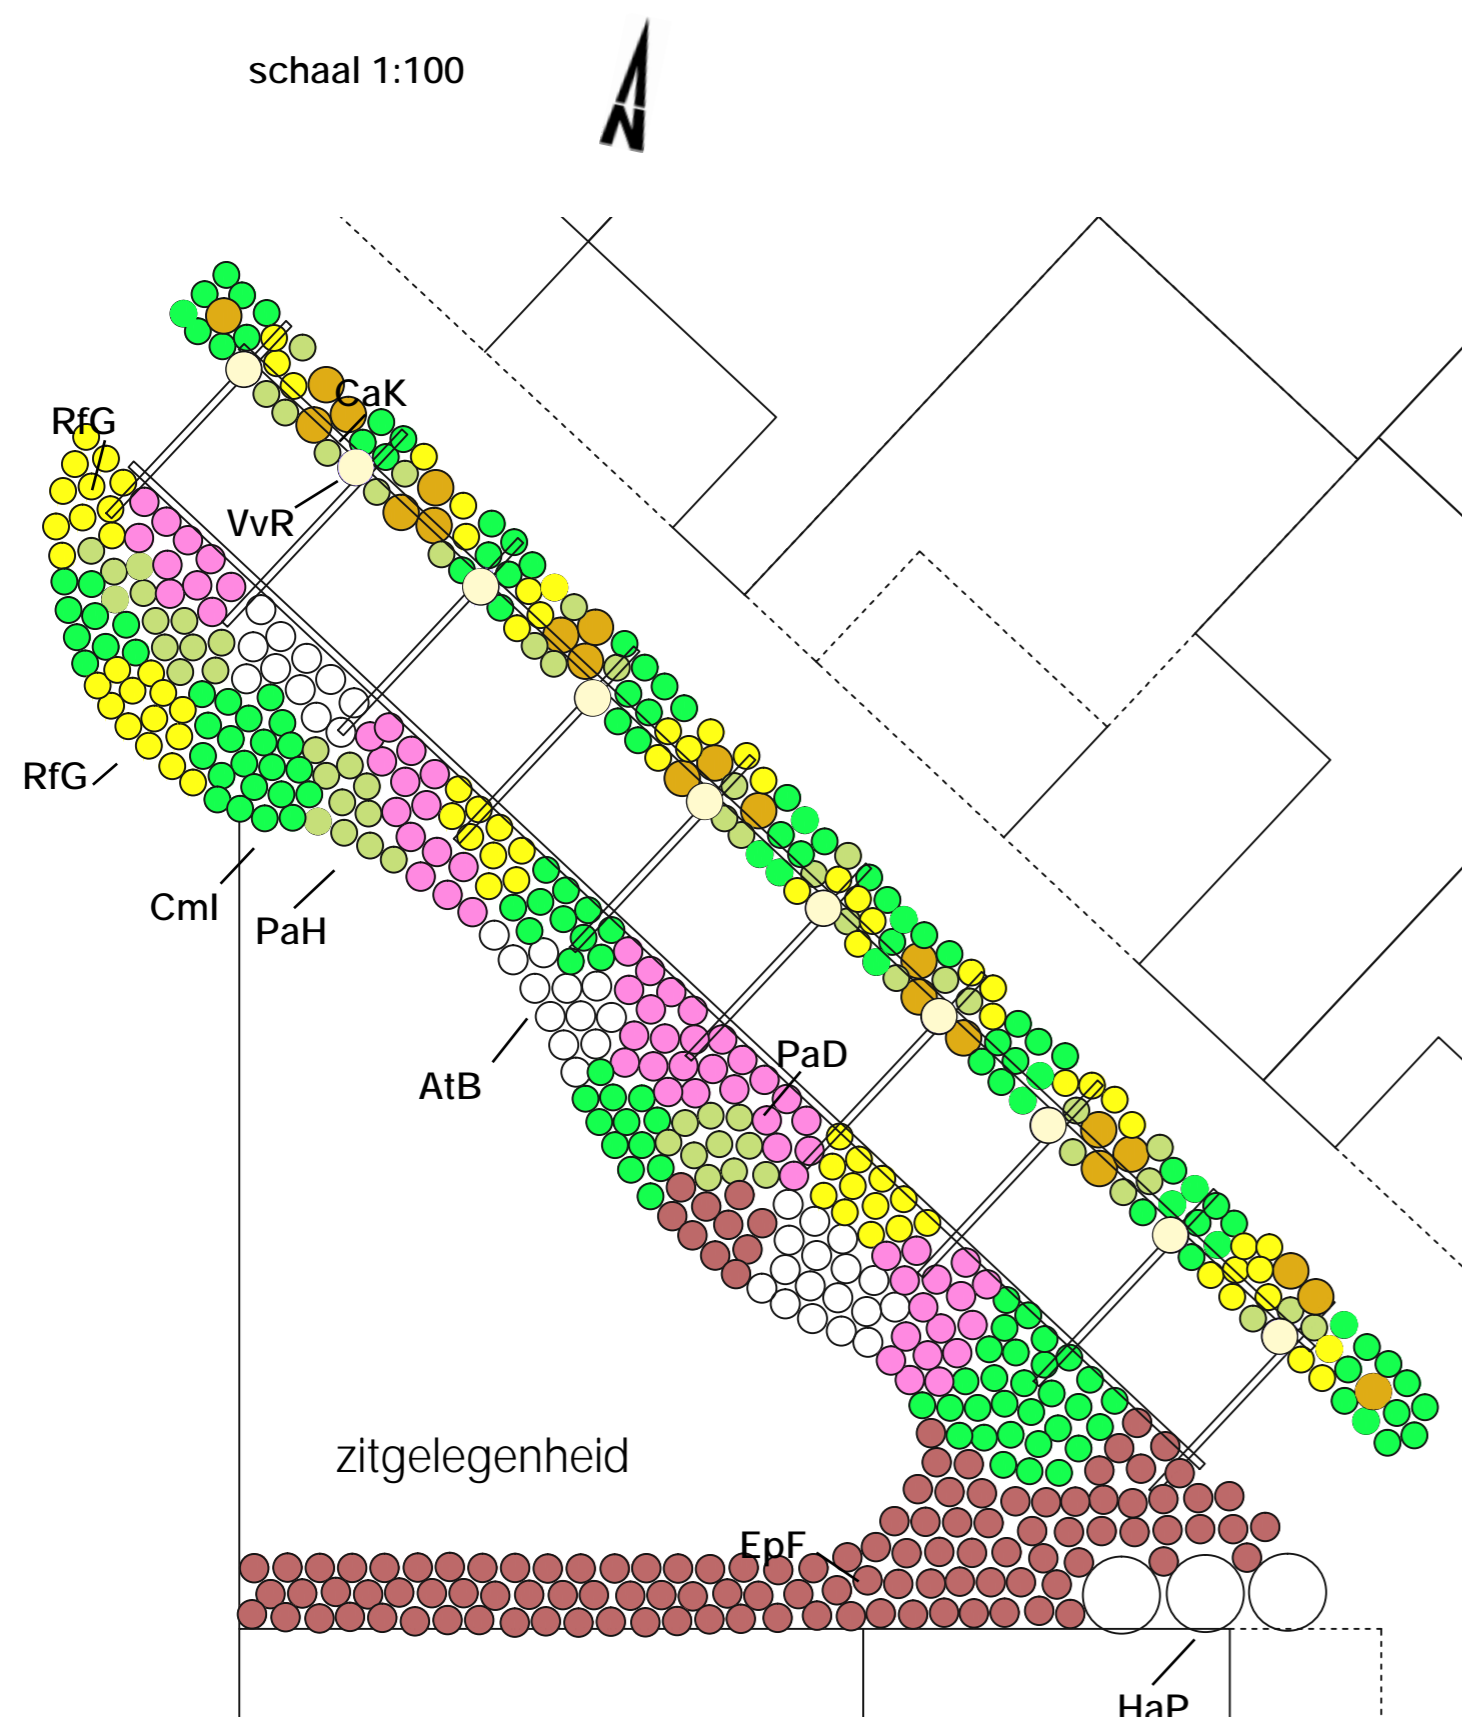 schaal 1:100
N
CaK
RfG
VvR
RfG
CmI
PaH
PaD
AtB
zitgelegenheid
EpF
HaP